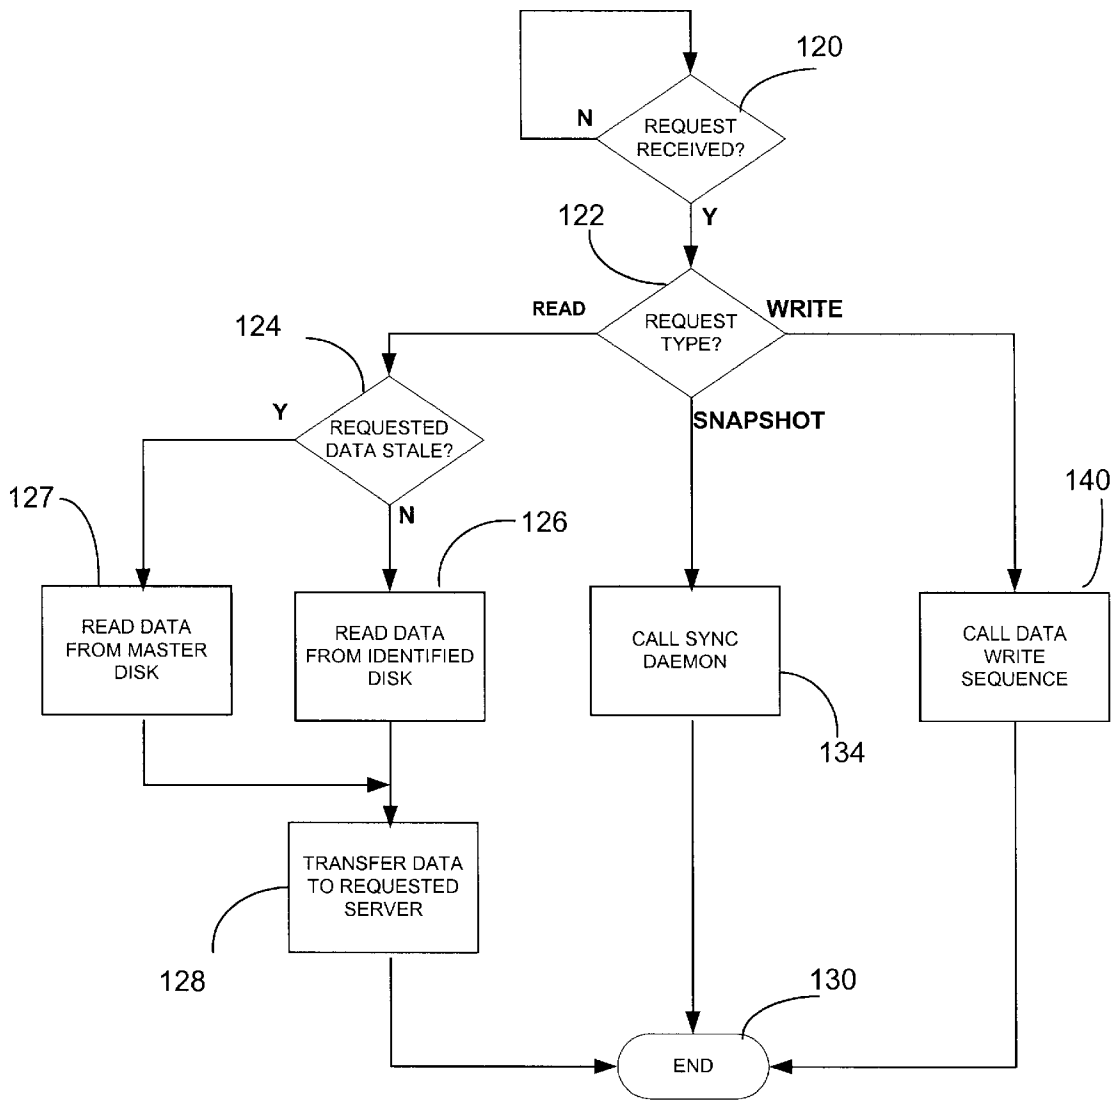 120
N
REQUEST
RECEIVED?
Y
122
READ
REQUEST
TYPE?
WRITE
124
Y
REQUESTED
DATA STALE?
SNAPSHOT
127
N
126
140
READ DATA
FROM MASTER
DISK
READ DATA
FROM IDENTIFIED
DISK
CALL SYNC
DAEMON
CALL DATA
WRITE
SEQUENCE
134
TRANSFER DATA
TO REQUESTED
SERVER
128
130
END